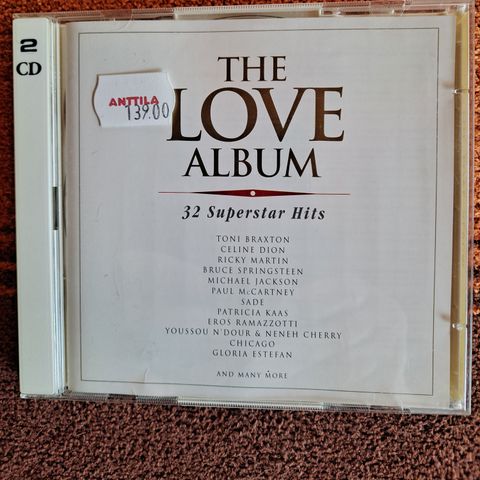 2
CD
ANTTILA
139.00
THE
LOVE
ALBUM
32 Superstar Hits
TONI BRAXTON
CELINE DION
RICKY MARTIN
BRUCE SPRINGSTEEN
MICHAEL JACKSON
PAUL McCARTNEY
SADE
PATRICIA KAAS
EROS RAMAZZOTTI
YOUSSOU N'DOUR & NENEH CHERRY
CHICAGO
GLORIA ESTEFAN
AND MANY MORE